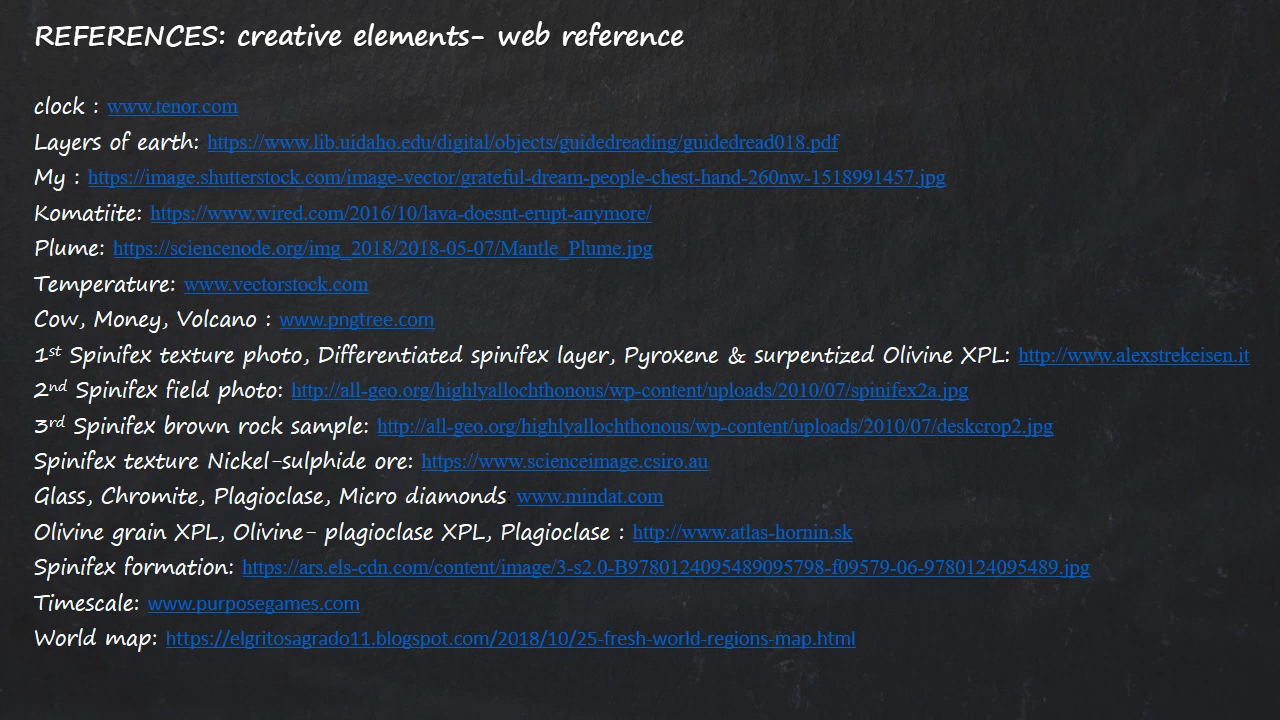 REFERENCES: creative elements- web reference
clock : www.tenor.com
Layers of earth: https://www.lib.uidaho.edu/digital/objects/guidedreading/guidedread018.pdf
My : https://image.shutterstock.com/image-vector/grateful-dream-people-chest-hand-260nw-1518991457.jpg
Komatiite: https://www.wired.com/2016/10/lava-doesnt-erupt-anymore/
Plume: https://sciencenode.org/img_2018/2018-05-07/Mantle_Plume.jpg
Temperature: www.vectorstock.com
Cow, Money, Volcano : www.pngtree.com
1st Spinifex texture photo, Differentiated spinifex layer, Pyroxene & surpentized Olivine XPL: http://www.alexstrekeisen.it
2nd Spinifex field photo: http://all-geo.org/highlyallochthonous/wp-content/uploads/2010/07/spinifex2a.jpg
3rd Spinifex brown rock sample: http://all-geo.org/highlyallochthonous/wp-content/uploads/2010/07/deskcrop2.jpg
Spinifex texture Nickel-sulphide ore: https://www.scienceimage.csiro.au
Glass, Chromite, Plagioclase, Micro diamonds www.mindat.com
Olivine grain XPL, Olivine- plagioclase XPL, Plagioclase : http://www.atlas-hornin.sk
Spinifex formation: https://ars.els-cdn.com/content/image/3-s2.0-B9780124095489095798-f09579-06-9780124095489.jpg
Timescale: www.purposegames.com
World map: https://elgritosagrado11.blogspot.com/2018/10/25-fresh-world-regions-map.html